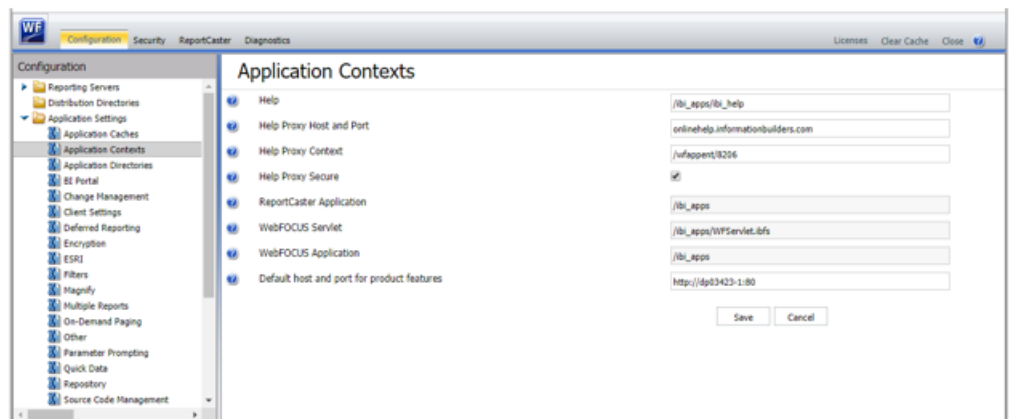 WF
Configuration Security ReportCaster Diagnostics Licenses Clear Cache Close
Configuration
Reporting Servers
Distribution Directories
Application Settings
Application Caches
Application Contexts
Application Directories
BI Portal
Change Management
Client Settings
Deferred Reporting
Encryption
ESRI
Filters
Magnify
Multiple Reports
On-Demand Paging
Other
Parameter Prompting
Quick Data
Repository
Source Code Management
Application Contexts
Help /ibi_apps/ibi_help
Help Proxy Host and Port onlinehelp.informationbuilders.com
Help Proxy Context /wfappent/8206
Help Proxy Secure
ReportCaster Application /ibi_apps
WebFOCUS Servlet /ibi_apps/WFServlet.ibfs
WebFOCUS Application /ibi_apps
Default host and port for product features http://dp03423-1:80
Save Cancel